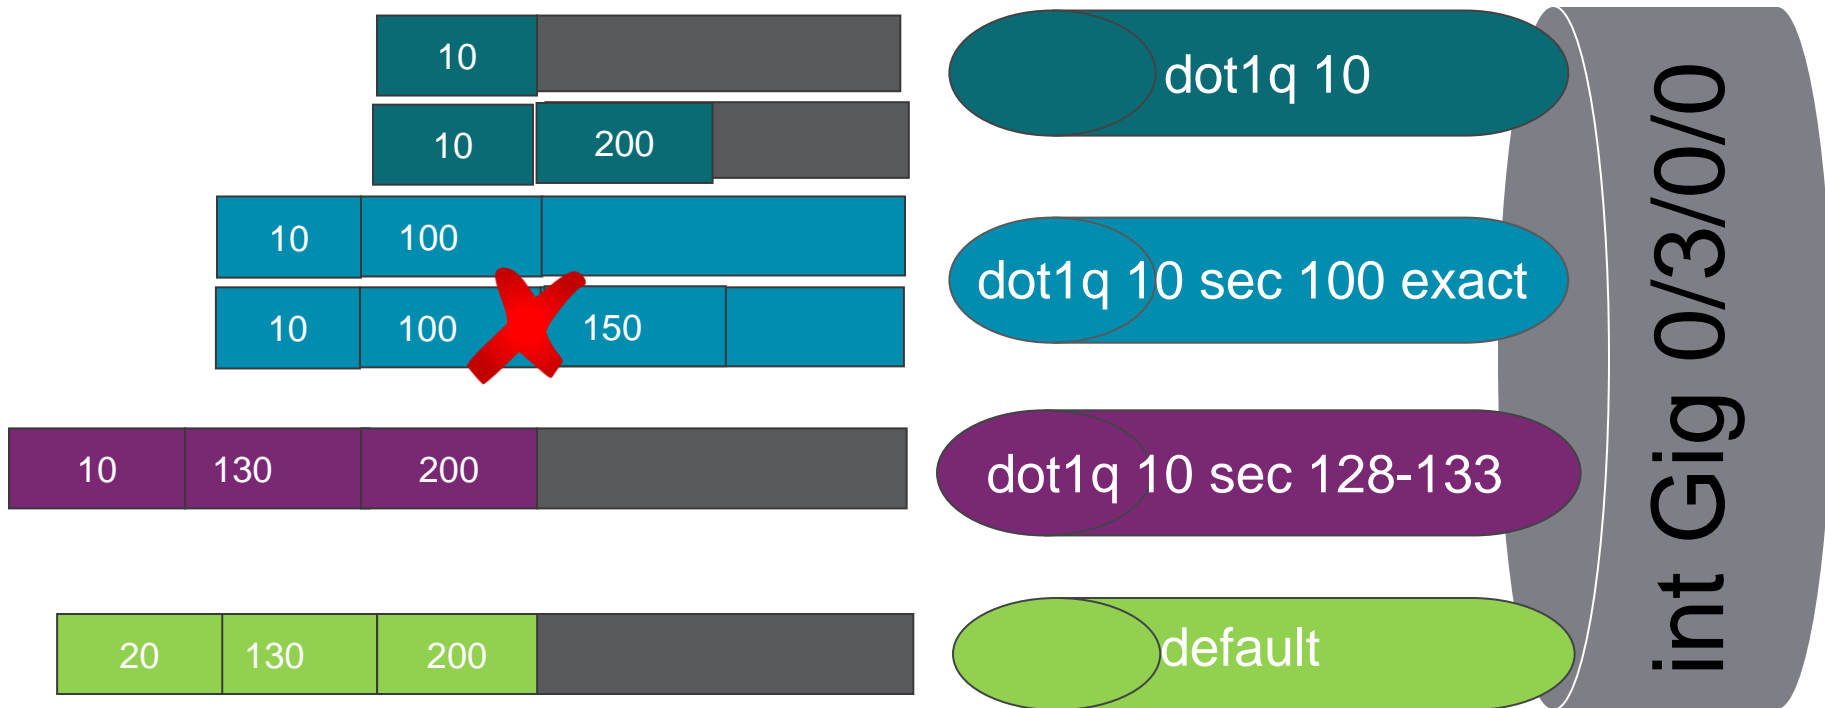 10
dot1q 10
10 200
10 100
dot1q 10 sec 100 exact
10 100 150
10 130 200
dot1q 10 sec 128-133
20 130 200
default
int Gig 0/3/0/0